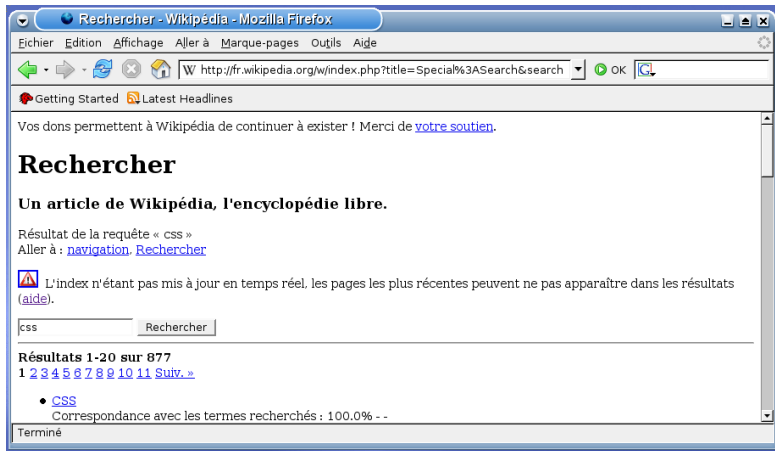 Rechercher - Wikipédia - Mozilla Firefox
Fichier Edition Affichage Aller à Marque-pages Outils Aide
W http://fr.wikipedia.org/w/index.php?title=Special%3ASearch&search OK G
Getting Started Latest Headlines
Vos dons permettent à Wikipédia de continuer à exister ! Merci de votre soutien.
Rechercher
Un article de Wikipédia, l'encyclopédie libre.
Résultat de la requête « css »
Aller à : navigation, Rechercher
L'index n'étant pas mis à jour en temps réel, les pages les plus récentes peuvent ne pas apparaître dans les résultats
(aide).
css Rechercher
Résultats 1-20 sur 877
1 2 3 4 5 6 7 8 9 10 11 Suiv. »
• CSS
Correspondance avec les termes recherchés : 100.0% - -
Terminé